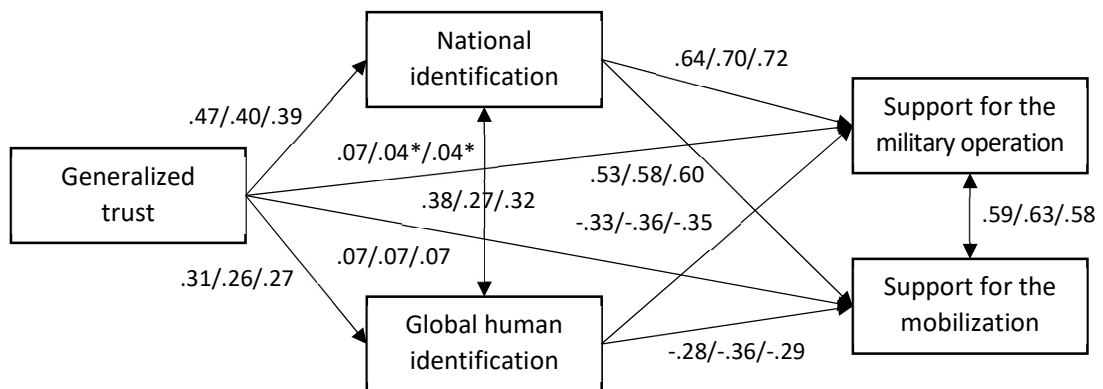 National
identification
.64/.70/.72
Support for the
military operation
.47/.40/.39
.07/.04*/.04*
Generalized
trust
.53/.58/.60
.38/.27/.32
-.33/-.36/-.35
.59/.63/.58
.07/.07/.07
.31/.26/.27
Support for the
mobilization
Global human
identification
-.28/-.36/-.29